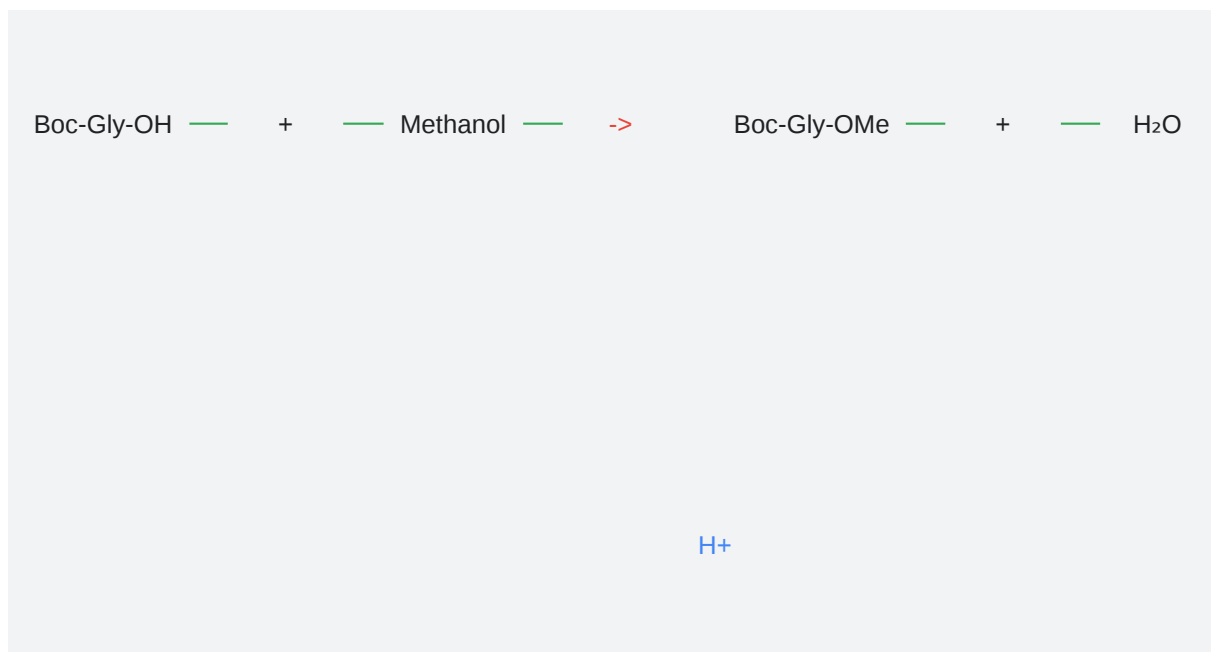 Boc-Gly-OH + Methanol -> Boc-Gly-OMe + H₂O
H+